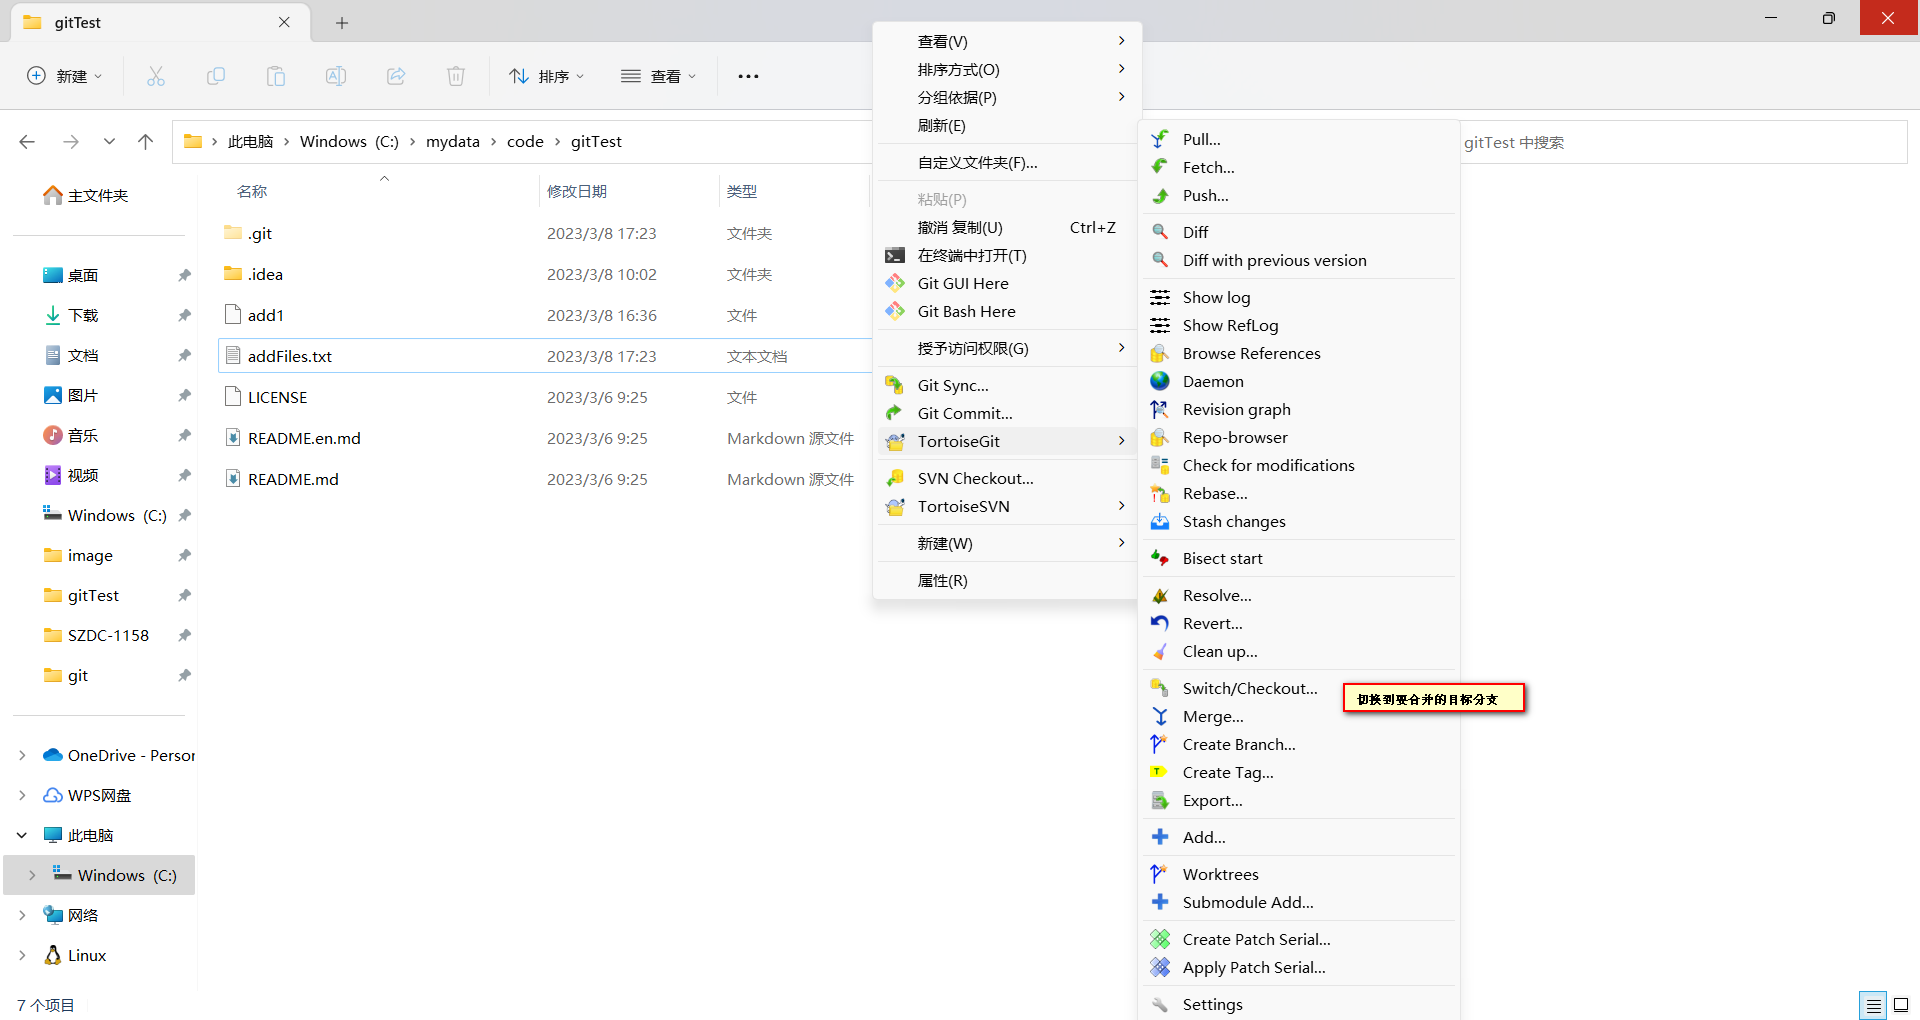 gitTest
新建
排序
查看
此电脑 Windows (C:) mydata code gitTest
gitTest 中搜索
主文件夹
桌面
下载
文档
图片
音乐
视频
Windows (C:)
image
gitTest
SZDC-1158
git
OneDrive - Person
WPS网盘
此电脑
Windows (C:)
网络
Linux
7 个项目
名称 修改日期 类型
.git 2023/3/8 17:23 文件夹
.idea 2023/3/8 10:02 文件夹
add1 2023/3/8 16:36 文件
addFiles.txt 2023/3/8 17:23 文本文档
LICENSE 2023/3/6 9:25 文件
README.en.md 2023/3/6 9:25 Markdown 源文件
README.md 2023/3/6 9:25 Markdown 源文件
查看(V)
排序方式(O)
分组依据(P)
刷新(E)
自定义文件夹(F)...
粘贴(P)
撤消 复制(U) Ctrl+Z
在终端中打开(T)
Git GUI Here
Git Bash Here
授予访问权限(G)
Git Sync...
Git Commit...
TortoiseGit
SVN Checkout...
TortoiseSVN
新建(W)
属性(R)
Pull...
Fetch...
Push...
Diff
Diff with previous version
Show log
Show RefLog
Browse References
Daemon
Revision graph
Repo-browser
Check for modifications
Rebase...
Stash changes
Bisect start
Resolve...
Revert...
Clean up...
Switch/Checkout...
切换到要合并的目标分支
Merge...
Create Branch...
Create Tag...
Export...
Add...
Worktrees
Submodule Add...
Create Patch Serial...
Apply Patch Serial...
Settings